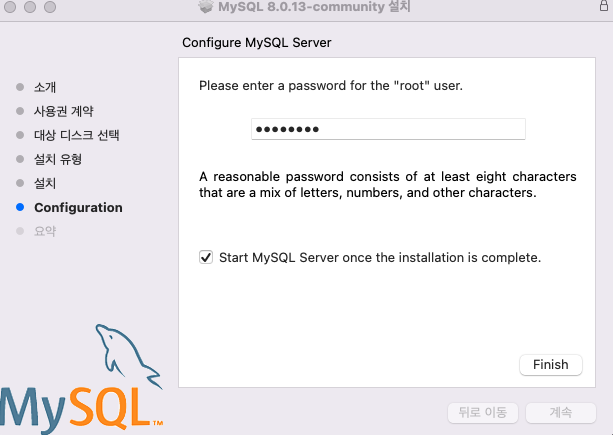 MySQL 8.0.13-community 설치
Configure MySQL Server
소개
사용권 계약
대상 디스크 선택
설치 유형
설치
Configuration
요약
Please enter a password for the "root" user.
••••••••
A reasonable password consists of at least eight characters
that are a mix of letters, numbers, and other characters.
Start MySQL Server once the installation is complete.
Finish
MySQL™
뒤로 이동
계속